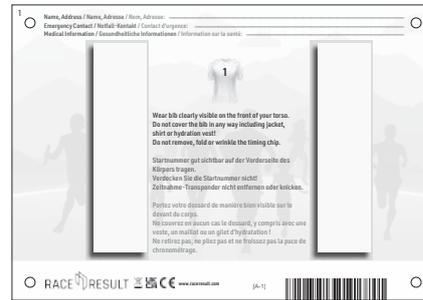 1
Name, Address / Name, Adresse / Nom, Adresse:
Emergency Contact / Notfall-Kontakt / Contact d'urgence:
Medical Information / Gesundheitliche Informationen / Information sur la santé:
1
Wear bib clearly visible on the front of your torso.
Do not cover the bib in any way including jacket,
shirt or hydration vest!
Do not remove, fold or wrinkle the timing chip.
Startnummer gut sichtbar auf der Vorderseite des
Körpers tragen.
Verdecken Sie die Startnummer nicht!
Zeitnahme-Transponder nicht entfernen oder knicken.
Portez votre dossard de manière bien visible sur le
devant du corps.
Ne couvrez en aucun cas le dossard, y compris avec une
veste, un maillot ou un gilet d'hydratation !
Ne retirez pas, ne pliez pas et ne froissez pas la puce de
chronométrage.
RACE RESULT CE www.raceresult.com [A-1]